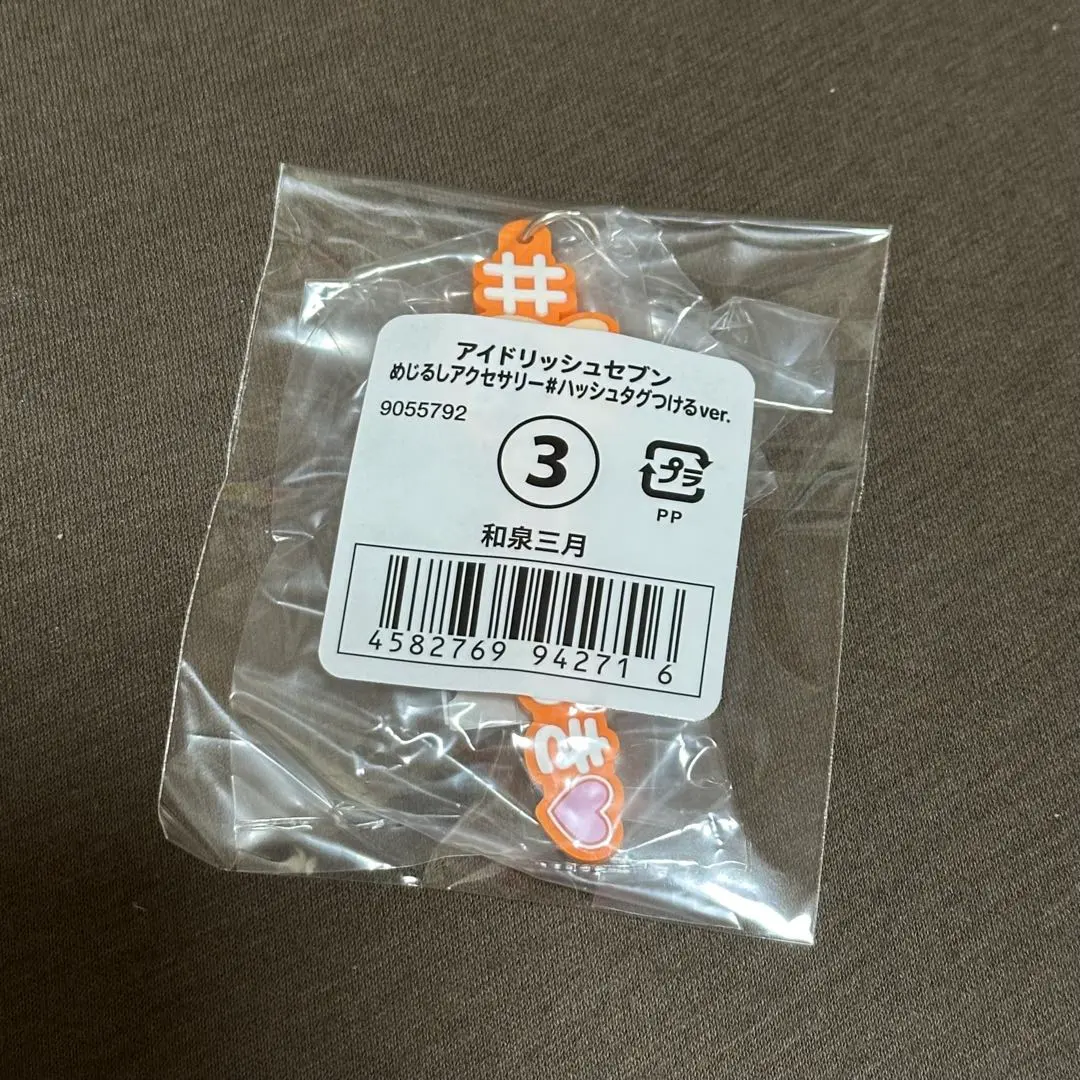 #
アイドリッシュセブン
めじるしアクセサリー#ハッシュタグつけるver.
9055792
3
プラ
PP
和泉三月
4582769 94271 6
き